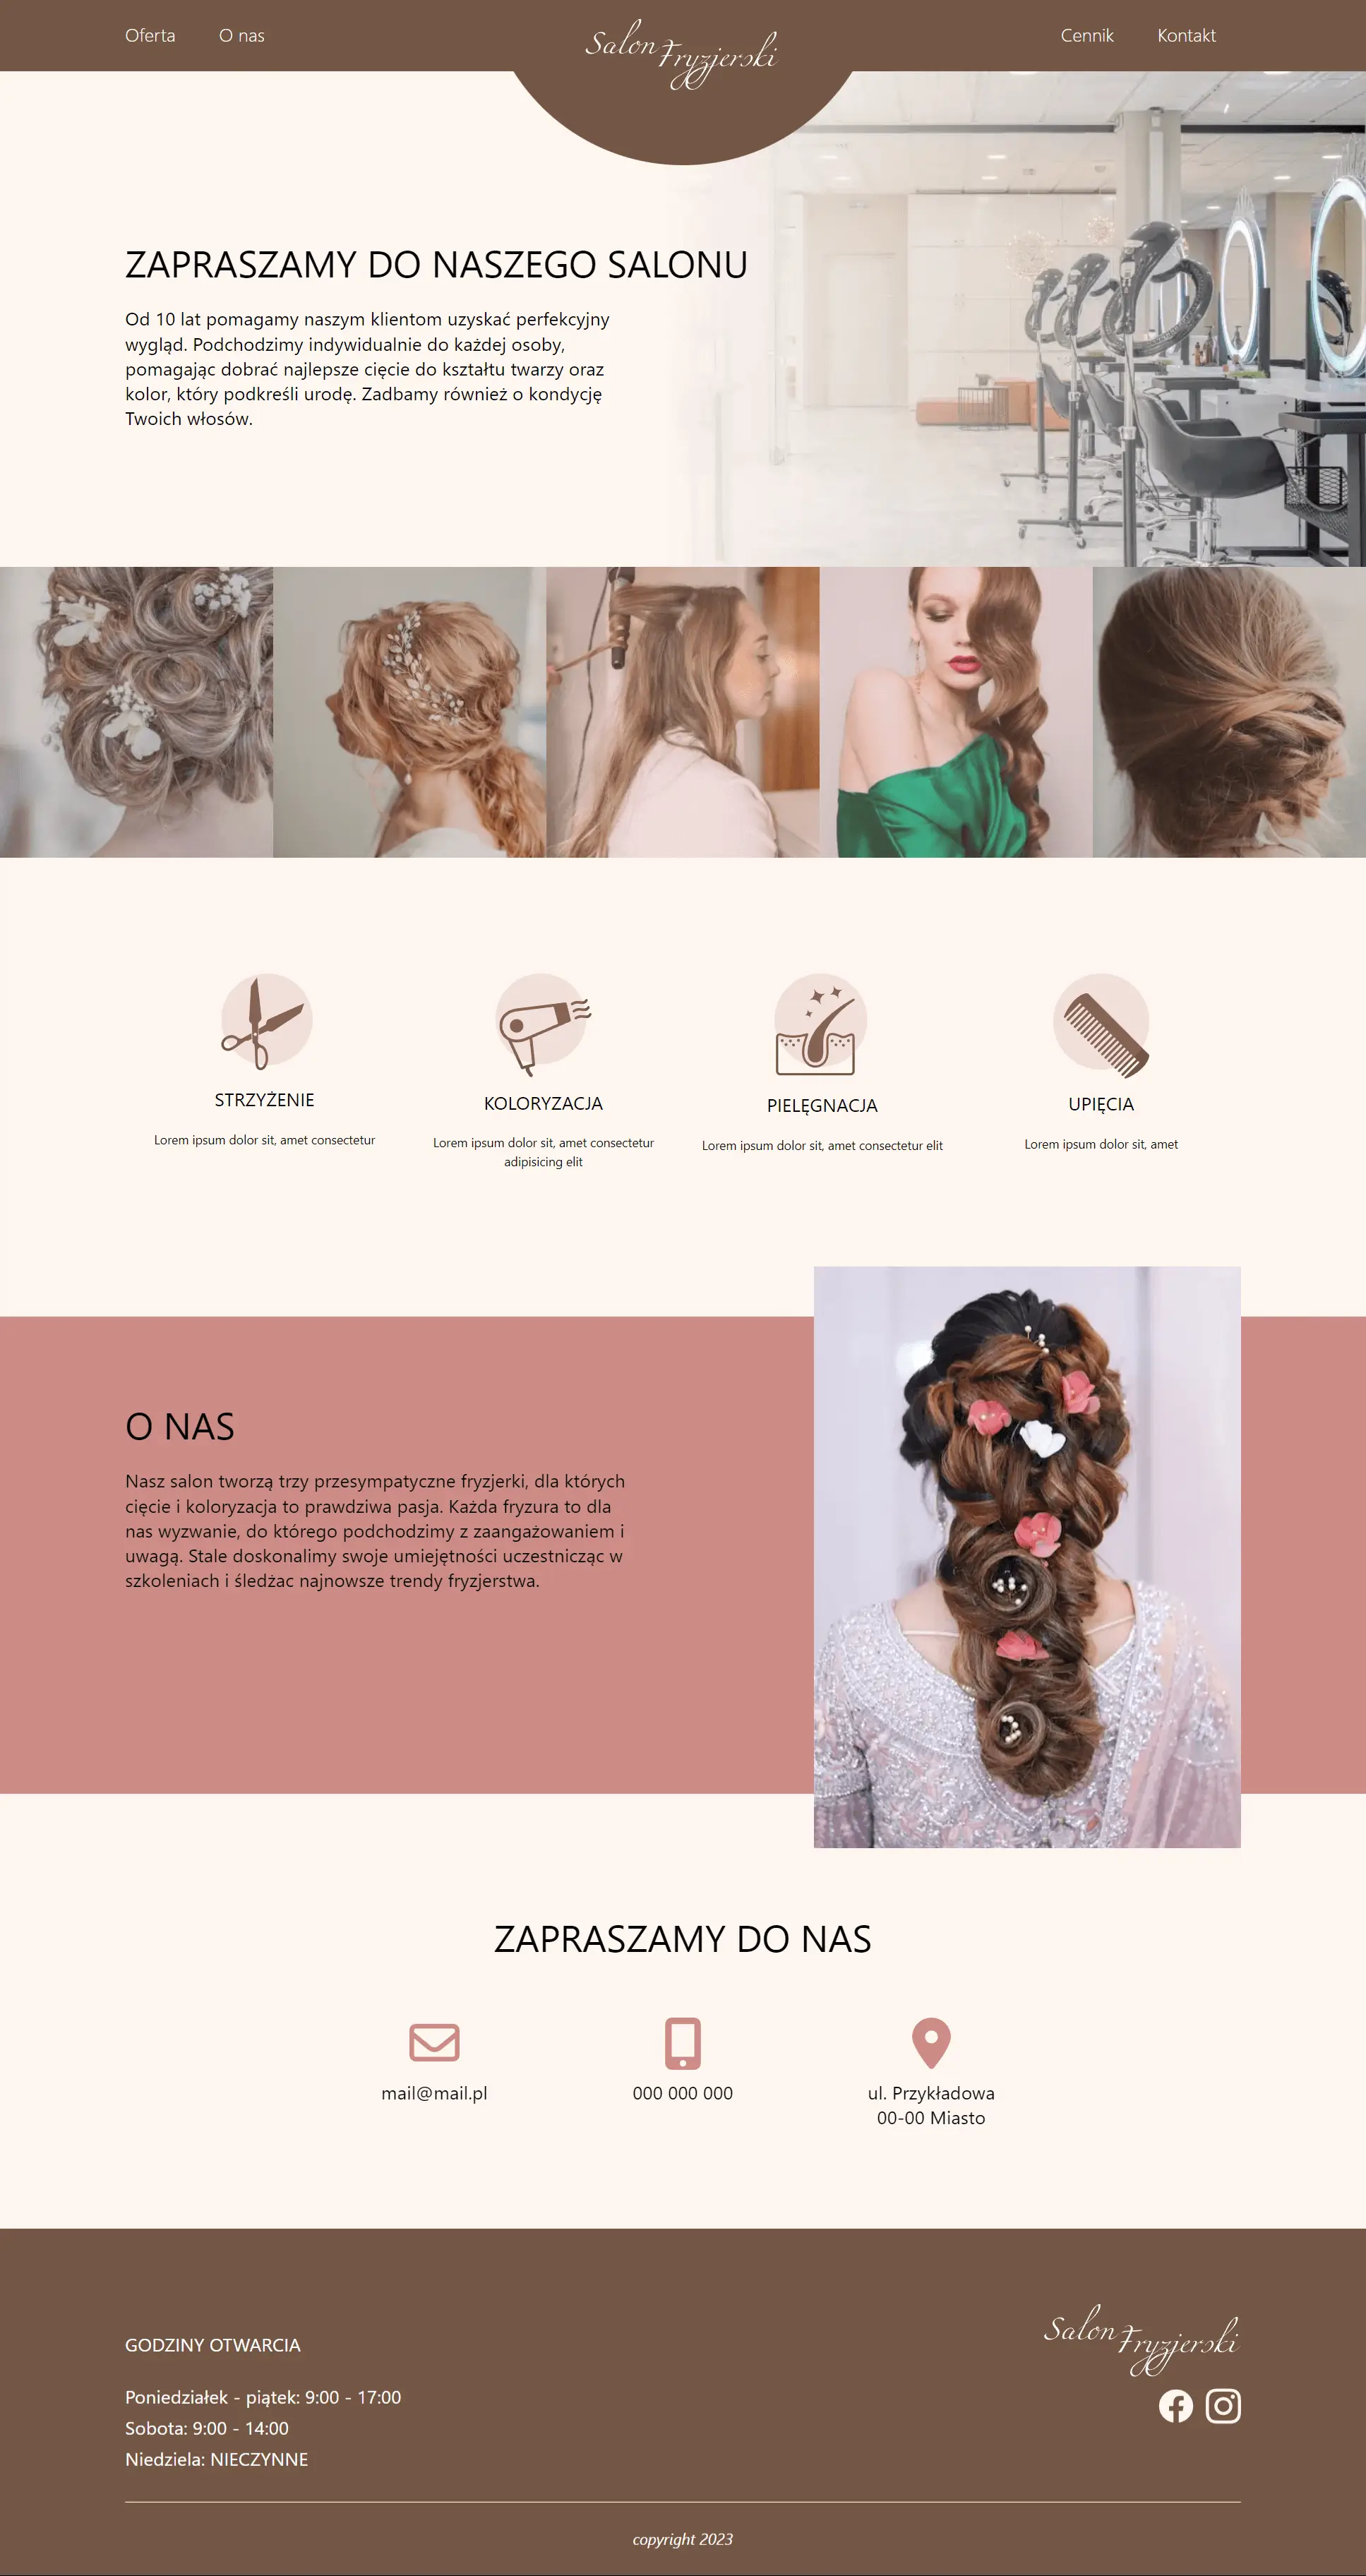 Oferta
O nas
Salon Fryzjerski
Cennik
Kontakt
ZAPRASZAMY DO NASZEGO SALONU
Od 10 lat pomagamy naszym klientom uzyskać perfekcyjny
wygląd. Podchodzimy indywidualnie do każdej osoby,
pomagając dobrać najlepsze cięcie do kształtu twarzy oraz
kolor, który podkreśli urodę. Zadbamy również o kondycję
Twoich włosów.
STRZYŻENIE
Lorem ipsum dolor sit, amet consectetur
KOLORYZACJA
Lorem ipsum dolor sit, amet consectetur
adipisicing elit
PIELĘGNACJA
Lorem ipsum dolor sit, amet consectetur elit
UPIĘCIA
Lorem ipsum dolor sit, amet
O NAS
Nasz salon tworzą trzy przesympatyczne fryzjerki, dla których
cięcie i koloryzacja to prawdziwa pasja. Każda fryzura to dla
nas wyzwanie, do którego podchodzimy z zaangażowaniem i
uwagą. Stale doskonalimy swoje umiejętności uczestnicząc w
szkoleniach i śledżac najnowsze trendy fryzjerstwa.
ZAPRASZAMY DO NAS
mail@mail.pl
000 000 000
ul. Przykładowa
00-00 Miasto
GODZINY OTWARCIA
Poniedziałek - piątek: 9:00 - 17:00
Sobota: 9:00 - 14:00
Niedziela: NIECZYNNE
Salon Fryzjerski
copyright 2023